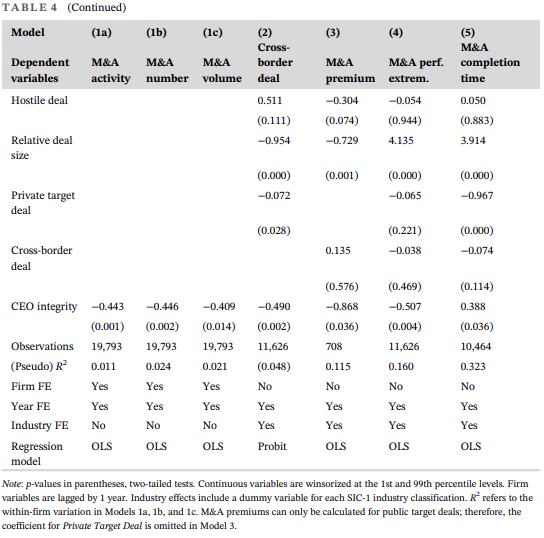 TABLE 4 (Continued)
Model (1a) (1b) (1c) (2) (3) (4) (5)
Dependent variables M&A activity M&A number M&A volume Cross-border deal M&A premium M&A perf. extrem. M&A completion time
Hostile deal 0.511 −0.304 −0.054 0.050
(0.111) (0.074) (0.944) (0.883)
Relative deal size −0.954 −0.729 4.135 3.914
(0.000) (0.001) (0.000) (0.000)
Private target deal −0.072 −0.065 −0.967
(0.028) (0.221) (0.000)
Cross-border deal 0.135 −0.038 −0.074
(0.576) (0.469) (0.114)
CEO integrity −0.443 −0.446 −0.409 −0.490 −0.868 −0.507 0.388
(0.001) (0.002) (0.014) (0.002) (0.036) (0.004) (0.036)
Observations 19,793 19,793 19,793 11,626 708 11,626 10,464
(Pseudo) R² 0.011 0.024 0.021 (0.048) 0.115 0.160 0.323
Firm FE Yes Yes Yes No No No No
Year FE Yes Yes Yes Yes Yes Yes Yes
Industry FE No No No Yes Yes Yes Yes
Regression model OLS OLS OLS Probit OLS OLS OLS
Note: p-values in parentheses, two-tailed tests. Continuous variables are winsorized at the 1st and 99th percentile levels. Firm
variables are lagged by 1 year. Industry effects include a dummy variable for each SIC-1 industry classification. R² refers to the
within-firm variation in Models 1a, 1b, and 1c. M&A premiums can only be calculated for public target deals; therefore, the
coefficient for Private Target Deal is omitted in Model 3.